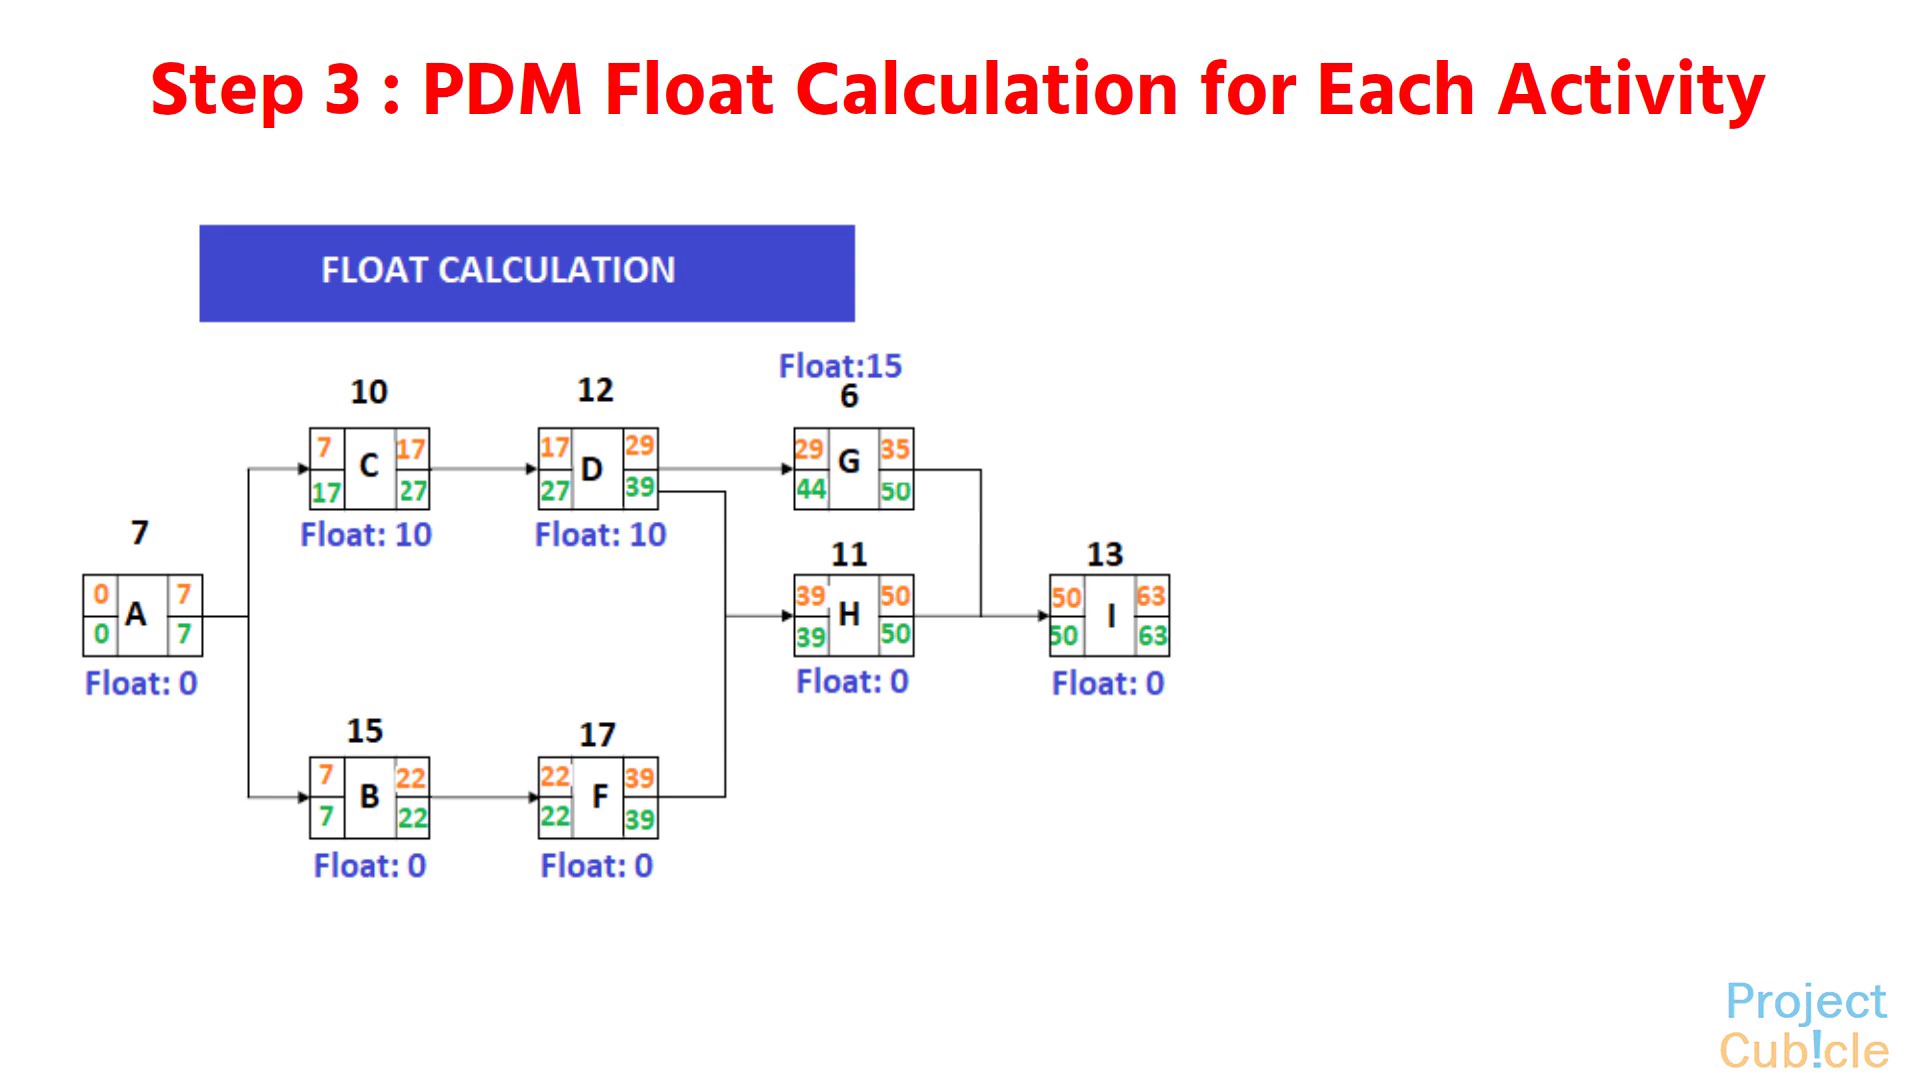 Step 3 : PDM Float Calculation for Each Activity
FLOAT CALCULATION
Float:15
10
12
6
7 C 17
17 27
17 D 29
27 39
29 G 35
44 50
Float: 10
Float: 10
7
11
13
0 A 7
0 7
39 H 50
39 50
50 I 63
50 63
Float: 0
Float: 0
Float: 0
15
17
7 B 22
7 22
22 F 39
22 39
Float: 0
Float: 0
Project
Cub!cle